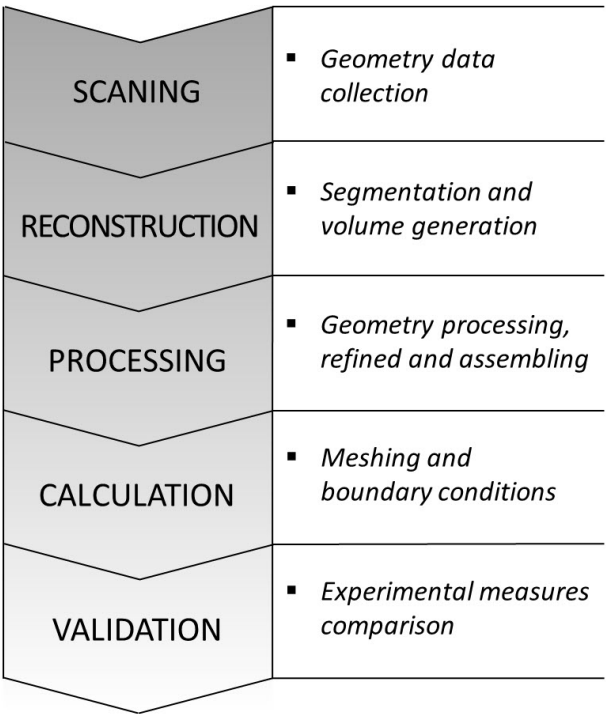 SCANING
▪ Geometry data
collection
RECONSTRUCTION
▪ Segmentation and
volume generation
PROCESSING
▪ Geometry processing,
refined and assembling
CALCULATION
▪ Meshing and
boundary conditions
VALIDATION
▪ Experimental measures
comparison